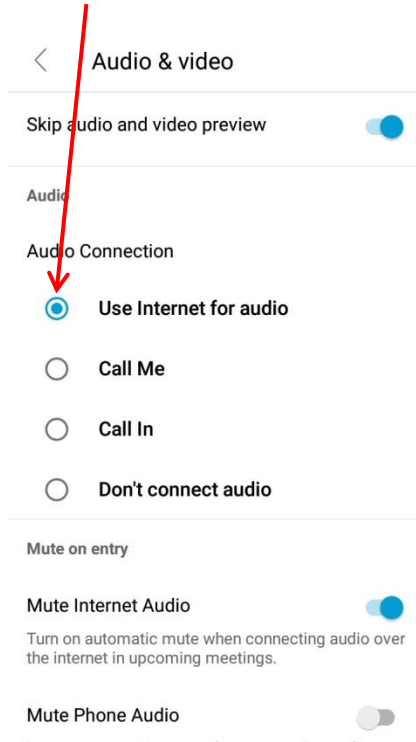 Audio & video
Skip audio and video preview
Audio
Audio Connection
Use Internet for audio
Call Me
Call In
Don't connect audio
Mute on entry
Mute Internet Audio
Turn on automatic mute when connecting audio over
the internet in upcoming meetings.
Mute Phone Audio